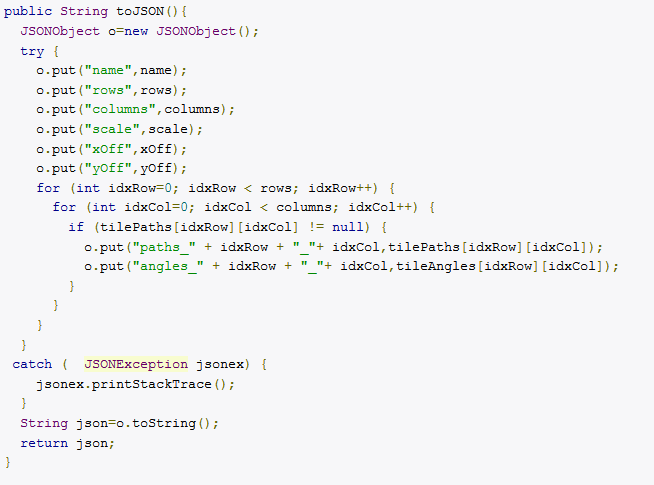 public String toJSON(){
  JSONObject o=new JSONObject();
  try {
    o.put("name",name);
    o.put("rows",rows);
    o.put("columns",columns);
    o.put("scale",scale);
    o.put("xOff",xOff);
    o.put("yOff",yOff);
    for (int idxRow=0; idxRow < rows; idxRow++) {
      for (int idxCol=0; idxCol < columns; idxCol++) {
        if (tilePaths[idxRow][idxCol] != null) {
          o.put("paths_" + idxRow + "_"+ idxCol,tilePaths[idxRow][idxCol]);
          o.put("angles_" + idxRow + "_"+ idxCol,tileAngles[idxRow][idxCol]);
        }
      }
    }
  }
 catch (  JSONException jsonex) {
    jsonex.printStackTrace();
  }
  String json=o.toString();
  return json;
}